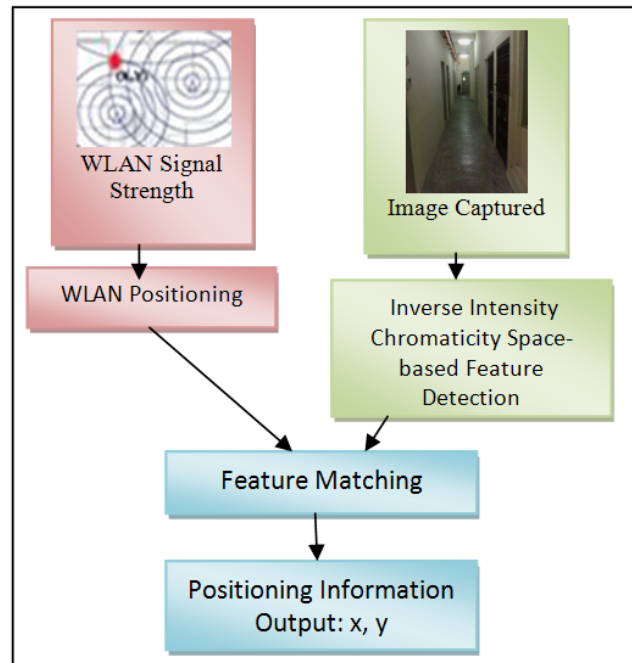 (X,Y)
WLAN Signal
Strength
Image Captured
WLAN Positioning
Inverse Intensity
Chromaticity Space-
based Feature
Detection
Feature Matching
Positioning Information
Output: x, y